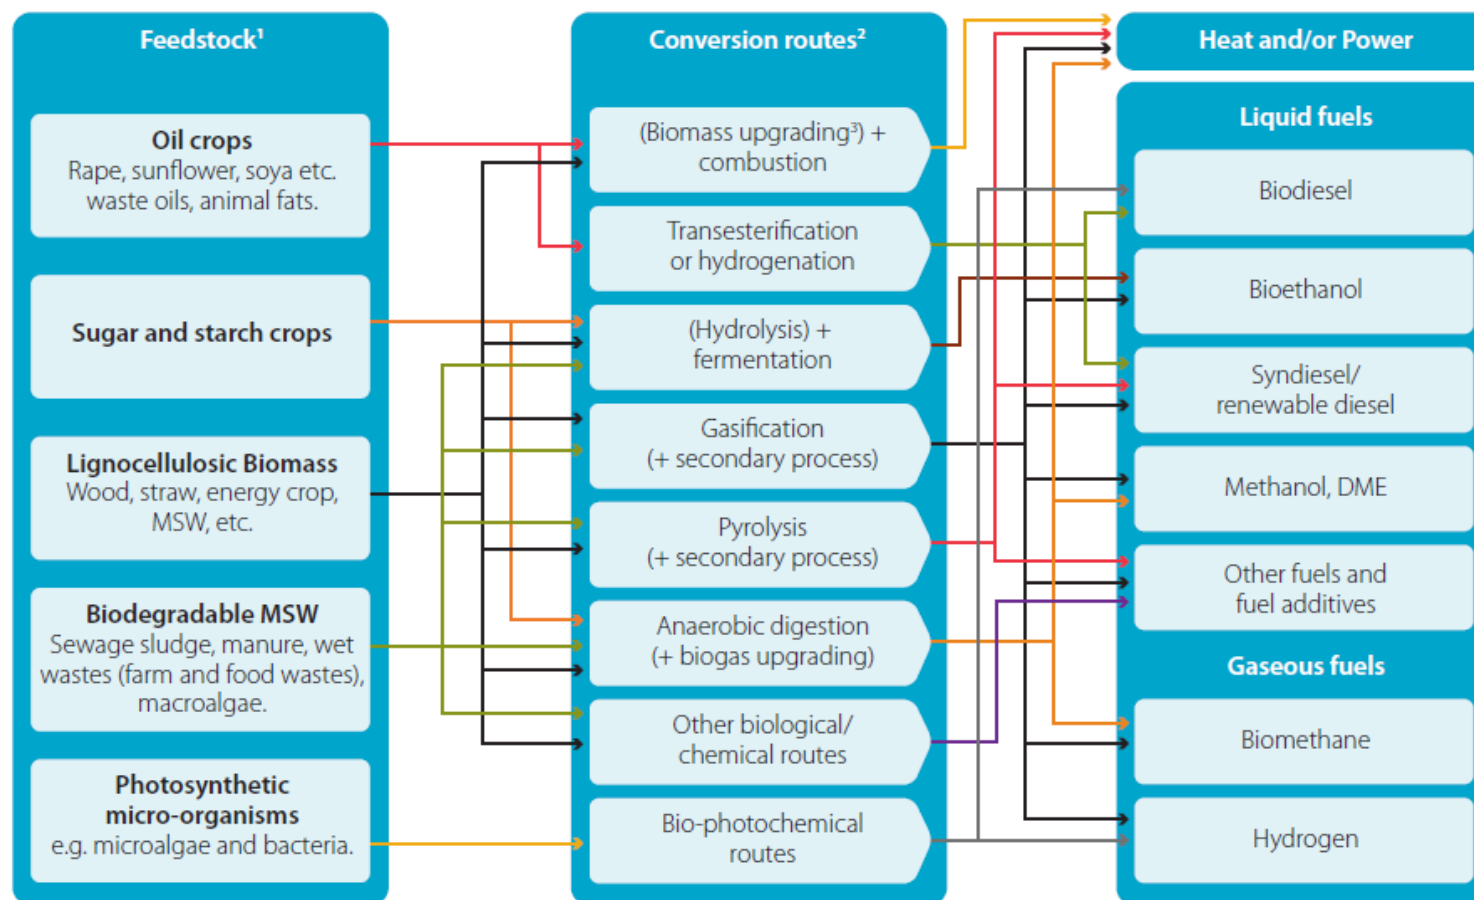 Feedstock¹
Oil crops
Rape, sunflower, soya etc.
waste oils, animal fats.
Sugar and starch crops
Lignocellulosic Biomass
Wood, straw, energy crop,
MSW, etc.
Biodegradable MSW
Sewage sludge, manure, wet
wastes (farm and food wastes),
macroalgae.
Photosynthetic
micro-organisms
e.g. microalgae and bacteria.
Conversion routes²
(Biomass upgrading³) +
combustion
Transesterification
or hydrogenation
(Hydrolysis) +
fermentation
Gasification
(+ secondary process)
Pyrolysis
(+ secondary process)
Anaerobic digestion
(+ biogas upgrading)
Other biological/
chemical routes
Bio-photochemical
routes
Heat and/or Power
Liquid fuels
Biodiesel
Bioethanol
Syndiesel/
renewable diesel
Methanol, DME
Other fuels and
fuel additives
Gaseous fuels
Biomethane
Hydrogen